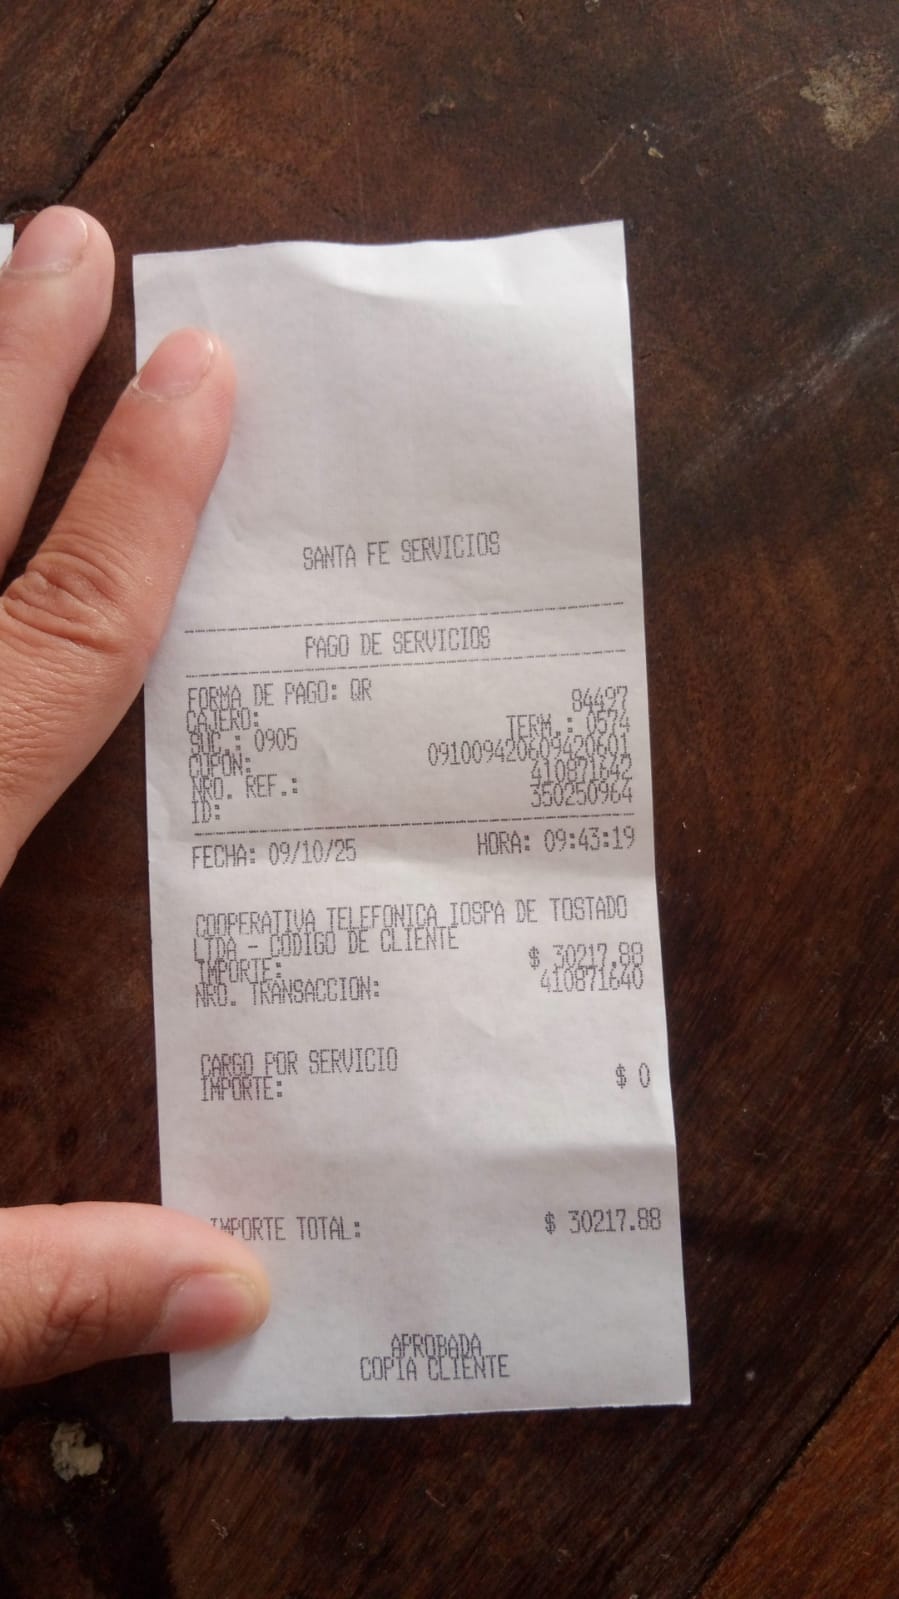 SANTA FE SERVICIOS
PAGO DE SERVICIOS
FORMA DE PAGO: QR
CAJERO: 84497
SUC.: 0905 TERM.: 0574
CUPON: 091009420609420601
NRO. REF.: 410871642
ID: 350250964
FECHA: 09/10/25 HORA: 09:43:19
COOPERATIVA TELEFONICA IOSPA DE TOSTADO
LTDA - CODIGO DE CLIENTE
IMPORTE: $ 30217.88
NRO. TRANSACCION: 410871640
CARGO POR SERVICIO
IMPORTE: $ 0
IMPORTE TOTAL: $ 30217.88
APROBADA
COPIA CLIENTE